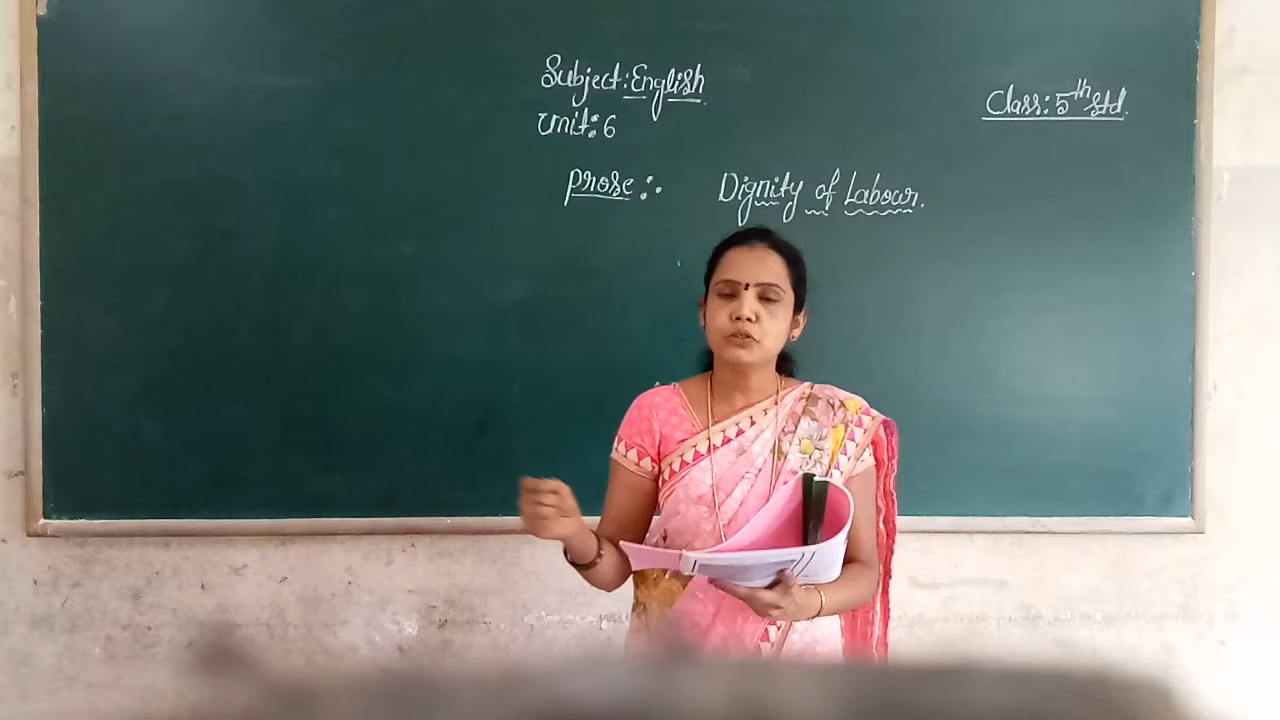 Subject: English
Unit: 6
Class: 5th Std.
Prose :- Dignity of Labour.